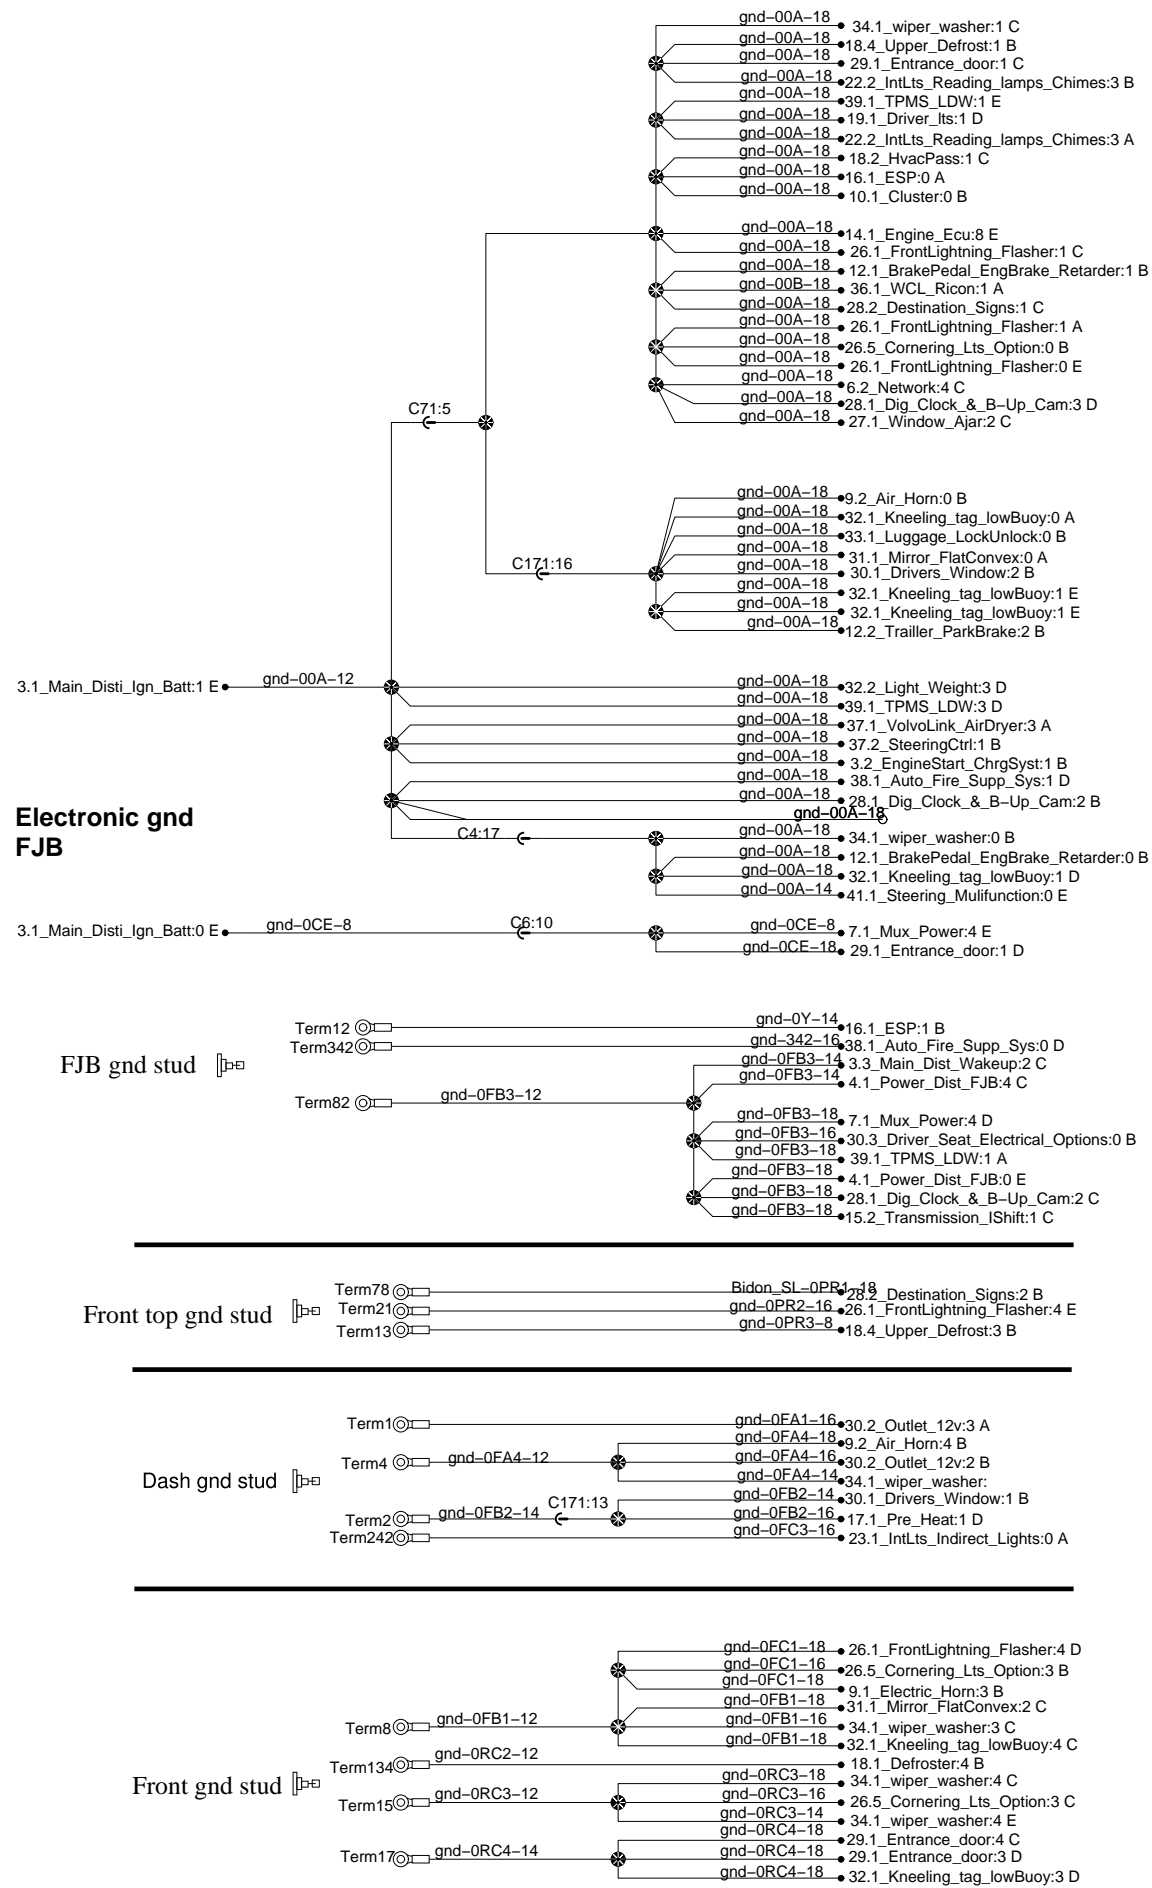 gnd−00A−18 34.1_wiper_washer:1 C
gnd−00A−18 18.4_Upper_Defrost:1 B
gnd−00A−18 29.1_Entrance_door:1 C
gnd−00A−18 22.2_IntLts_Reading_lamps_Chimes:3 B
gnd−00A−18 39.1_TPMS_LDW:1 E
gnd−00A−18 19.1_Driver_lts:1 D
gnd−00A−18 22.2_IntLts_Reading_lamps_Chimes:3 A
gnd−00A−18 18.2_HvacPass:1 C
gnd−00A−18 16.1_ESP:0 A
gnd−00A−18 10.1_Cluster:0 B
gnd−00A−18 14.1_Engine_Ecu:8 E
gnd−00A−18 26.1_FrontLightning_Flasher:1 C
gnd−00A−18 12.1_BrakePedal_EngBrake_Retarder:1 B
gnd−00B−18 36.1_WCL_Ricon:1 A
gnd−00A−18 28.2_Destination_Signs:1 C
gnd−00A−18 26.1_FrontLightning_Flasher:1 A
gnd−00A−18 26.5_Cornering_Lts_Option:0 B
gnd−00A−18 26.1_FrontLightning_Flasher:0 E
gnd−00A−18 6.2_Network:4 C
gnd−00A−18 28.1_Dig_Clock_&_B−Up_Cam:3 D
C71:5 gnd−00A−18 27.1_Window_Ajar:2 C
gnd−00A−18 9.2_Air_Horn:0 B
gnd−00A−18 32.1_Kneeling_tag_lowBuoy:0 A
gnd−00A−18 33.1_Luggage_LockUnlock:0 B
gnd−00A−18 31.1_Mirror_FlatConvex:0 A
C171:16 gnd−00A−18 30.1_Drivers_Window:2 B
gnd−00A−18 32.1_Kneeling_tag_lowBuoy:1 E
gnd−00A−18 32.1_Kneeling_tag_lowBuoy:1 E
gnd−00A−18 12.2_Trailler_ParkBrake:2 B
3.1_Main_Disti_Ign_Batt:1 E gnd−00A−12 gnd−00A−18 32.2_Light_Weight:3 D
gnd−00A−18 39.1_TPMS_LDW:3 D
gnd−00A−18 37.1_VolvoLink_AirDryer:3 A
gnd−00A−18 37.2_SteeringCtrl:1 B
gnd−00A−18 3.2_EngineStart_ChrgSyst:1 B
gnd−00A−18 38.1_Auto_Fire_Supp_Sys:1 D
gnd−00A−18 28.1_Dig_Clock_&_B−Up_Cam:2 B
Electronic gnd
gnd−00A−18
FJB
C4:17 gnd−00A−18 34.1_wiper_washer:0 B
gnd−00A−18 12.1_BrakePedal_EngBrake_Retarder:0 B
gnd−00A−18 32.1_Kneeling_tag_lowBuoy:1 D
gnd−00A−14 41.1_Steering_Mulifunction:0 E
3.1_Main_Disti_Ign_Batt:0 E gnd−0CE−8 C6:10 gnd−0CE−8 7.1_Mux_Power:4 E
gnd−0CE−18 29.1_Entrance_door:1 D
Term12 gnd−0Y−14 16.1_ESP:1 B
Term342 gnd−342−16 38.1_Auto_Fire_Supp_Sys:0 D
FJB gnd stud gnd−0FB3−14 3.3_Main_Dist_Wakeup:2 C
gnd−0FB3−14 4.1_Power_Dist_FJB:4 C
Term82 gnd−0FB3−12
gnd−0FB3−18 7.1_Mux_Power:4 D
gnd−0FB3−16 30.3_Driver_Seat_Electrical_Options:0 B
gnd−0FB3−18 39.1_TPMS_LDW:1 A
gnd−0FB3−18 4.1_Power_Dist_FJB:0 E
gnd−0FB3−18 28.1_Dig_Clock_&_B−Up_Cam:2 C
gnd−0FB3−18 15.2_Transmission_IShift:1 C
Term78 Bidon_SL−0PR1−18 28.2_Destination_Signs:2 B
Front top gnd stud Term21 gnd−0PR2−16 26.1_FrontLightning_Flasher:4 E
Term13 gnd−0PR3−8 18.4_Upper_Defrost:3 B
Term1 gnd−0FA1−16 30.2_Outlet_12v:3 A
gnd−0FA4−18 9.2_Air_Horn:4 B
Term4 gnd−0FA4−12 gnd−0FA4−16 30.2_Outlet_12v:2 B
Dash gnd stud gnd−0FA4−14 34.1_wiper_washer:
gnd−0FB2−14 30.1_Drivers_Window:1 B
Term2 gnd−0FB2−14 C171:13 gnd−0FB2−16 17.1_Pre_Heat:1 D
Term242 gnd−0FC3−16 23.1_IntLts_Indirect_Lights:0 A
gnd−0FC1−18 26.1_FrontLightning_Flasher:4 D
gnd−0FC1−16 26.5_Cornering_Lts_Option:3 B
gnd−0FC1−18 9.1_Electric_Horn:3 B
gnd−0FB1−18 31.1_Mirror_FlatConvex:2 C
Term8 gnd−0FB1−12 gnd−0FB1−16 34.1_wiper_washer:3 C
gnd−0FB1−18 32.1_Kneeling_tag_lowBuoy:4 C
Term134 gnd−0RC2−12 18.1_Defroster:4 B
Front gnd stud gnd−0RC3−18 34.1_wiper_washer:4 C
Term15 gnd−0RC3−12 gnd−0RC3−16 26.5_Cornering_Lts_Option:3 C
gnd−0RC3−14 34.1_wiper_washer:4 E
gnd−0RC4−18 29.1_Entrance_door:4 C
Term17 gnd−0RC4−14 gnd−0RC4−18 29.1_Entrance_door:3 D
gnd−0RC4−18 32.1_Kneeling_tag_lowBuoy:3 D